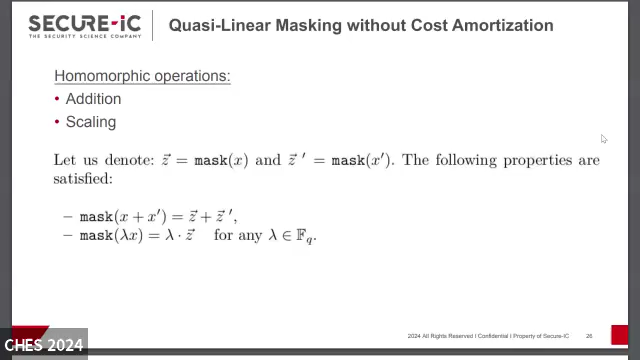 SECURE-IC
THE SECURITY SCIENCE COMPANY
Quasi-Linear Masking without Cost Amortization
Homomorphic operations:
• Addition
• Scaling
Let us denote: z⃗ = mask(x) and z⃗ ′ = mask(x′). The following properties are
satisfied:
– mask(x + x′) = z⃗ + z⃗ ′,
– mask(λx) = λ · z⃗ for any λ ∈ 𝔽q.
2024 All Rights Reserved I Confidential I Property of Secure-IC 26
CHES 2024